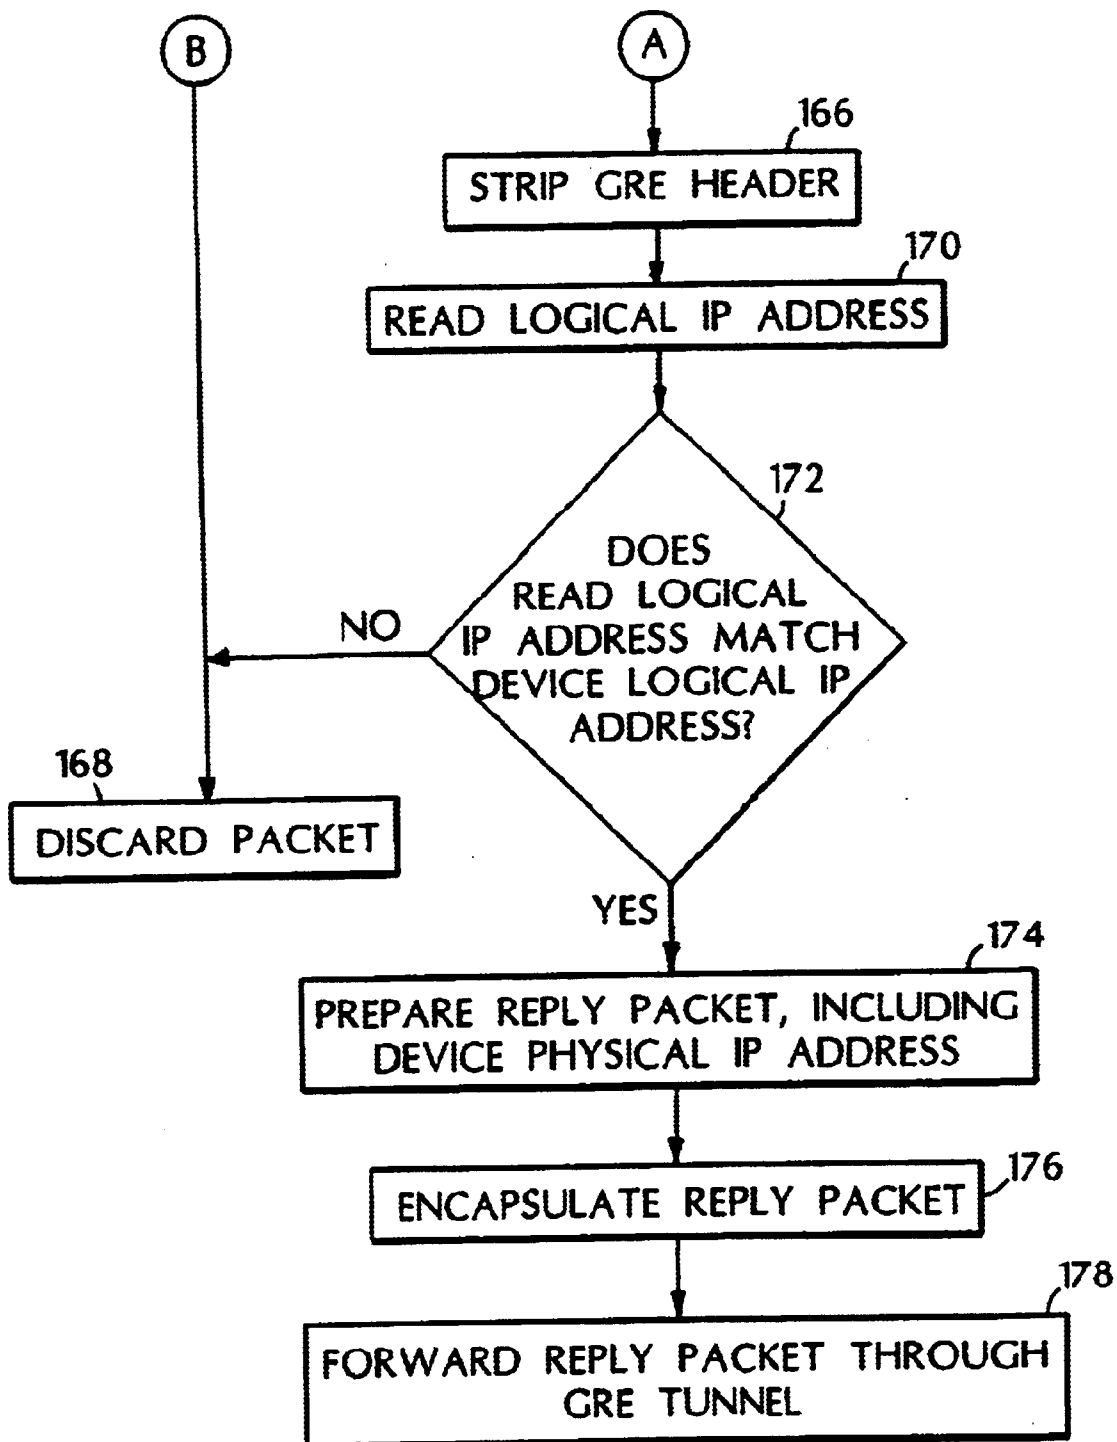 B
A
166
STRIP GRE HEADER
170
READ LOGICAL IP ADDRESS
172
DOES
READ LOGICAL
IP ADDRESS MATCH
DEVICE LOGICAL IP
ADDRESS?
NO
168
DISCARD PACKET
YES
174
PREPARE REPLY PACKET, INCLUDING
DEVICE PHYSICAL IP ADDRESS
176
ENCAPSULATE REPLY PACKET
178
FORWARD REPLY PACKET THROUGH
GRE TUNNEL